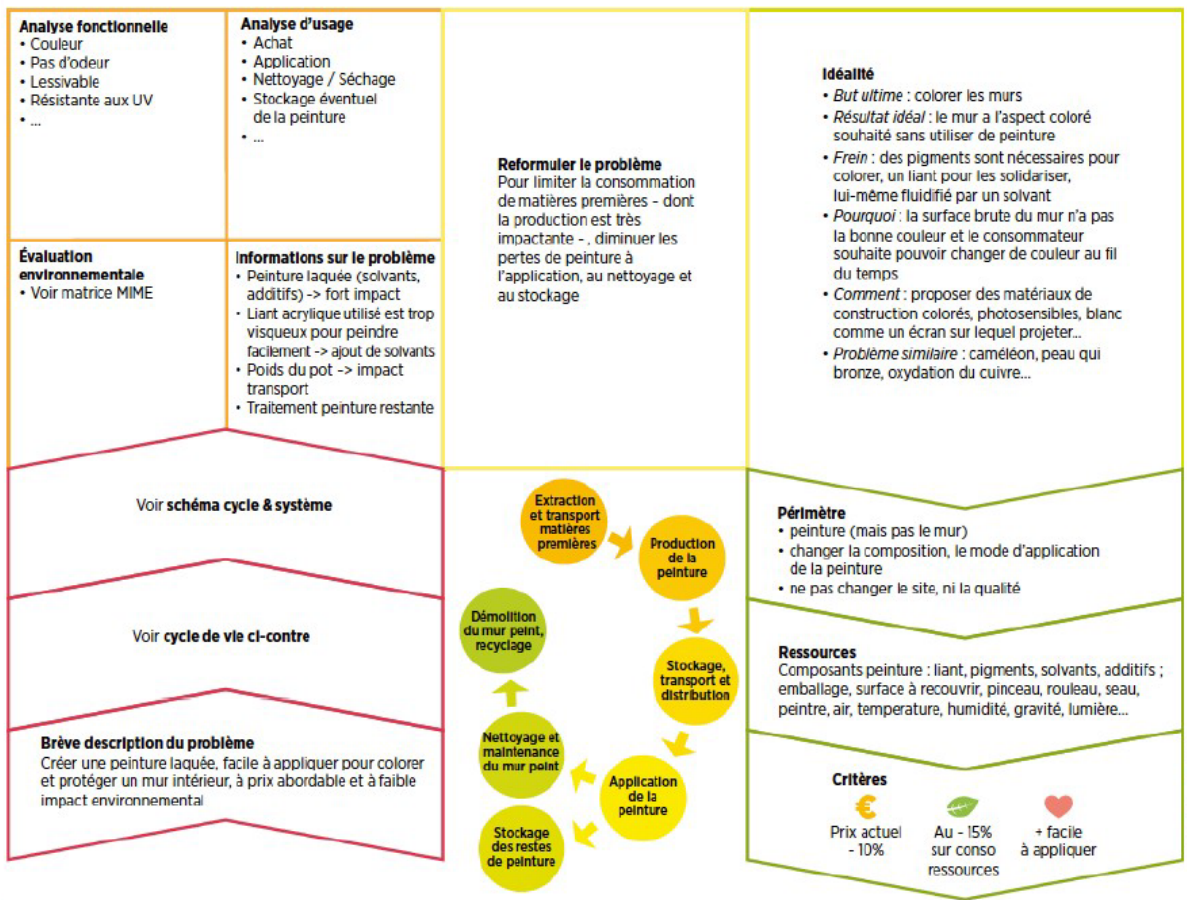 Analyse fonctionnelle
• Couleur
• Pas d'odeur
• Lessivable
• Résistante aux UV
• ...
Analyse d'usage
• Achat
• Application
• Nettoyage / Séchage
• Stockage éventuel
de la peinture
• ...
Évaluation
environnementale
• Voir matrice MIME
Informations sur le problème
• Peinture laquée (solvants,
additifs) -> fort impact
• Liant acrylique utilisé est trop
visqueux pour peindre
facilement -> ajout de solvants
• Poids du pot -> impact
transport
• Traitement peinture restante
Reformuler le problème
Pour limiter la consommation
de matières premières - dont
la production est très
impactante - , diminuer les
pertes de peinture à
l'application, au nettoyage et
au stockage
Idéalité
• But ultime : colorer les murs
• Résultat idéal : le mur a l'aspect coloré
souhaité sans utiliser de peinture
• Frein : des pigments sont nécessaires pour
colorer, un liant pour les solidariser,
lui-même fluidifié par un solvant
• Pourquoi : la surface brute du mur n'a pas
la bonne couleur et le consommateur
souhaite pouvoir changer de couleur au fil
du temps
• Comment : proposer des matériaux de
construction colorés, photosensibles, blanc
comme un écran sur lequel projeter...
• Problème similaire : caméléon, peau qui
bronze, oxydation du cuivre...
Voir schéma cycle & système
Voir cycle de vie ci-contre
Brève description du problème
Créer une peinture laquée, facile à appliquer pour colorer
et protéger un mur intérieur, à prix abordable et à faible
impact environnemental
Extraction
et transport
matières
premières
Production
de la
peinture
Stockage,
transport et
distribution
Application
de la
peinture
Stockage
des restes
de peinture
Nettoyage et
maintenance
du mur peint
Démolition
du mur peint,
recyclage
Périmètre
• peinture (mais pas le mur)
• changer la composition, le mode d'application
de la peinture
• ne pas changer le site, ni la qualité
Ressources
Composants peinture : liant, pigments, solvants, additifs ;
emballage, surface à recouvrir, pinceau, rouleau, seau,
peintre, air, temperature, humidité, gravité, lumière...
Critères
€
Prix actuel
- 10%
Au - 15%
sur conso
ressources
+ facile
à appliquer